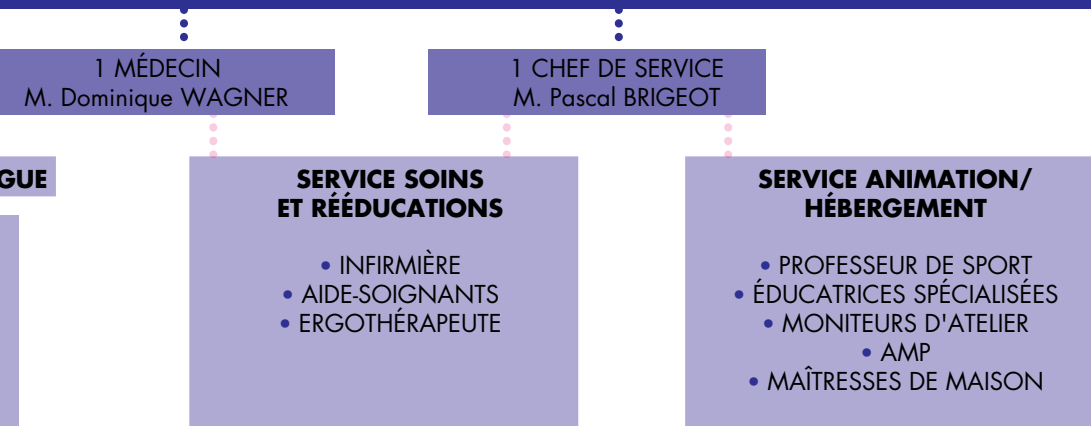 1 MÉDECIN
M. Dominique WAGNER
1 CHEF DE SERVICE
M. Pascal BRIGEOT
GUE
SERVICE SOINS
ET RÉÉDUCATIONS
• INFIRMIÈRE
• AIDE-SOIGNANTS
• ERGOTHÉRAPEUTE
SERVICE ANIMATION/
HÉBERGEMENT
• PROFESSEUR DE SPORT
• ÉDUCATRICES SPÉCIALISÉES
• MONITEURS D'ATELIER
• AMP
• MAÎTRESSES DE MAISON